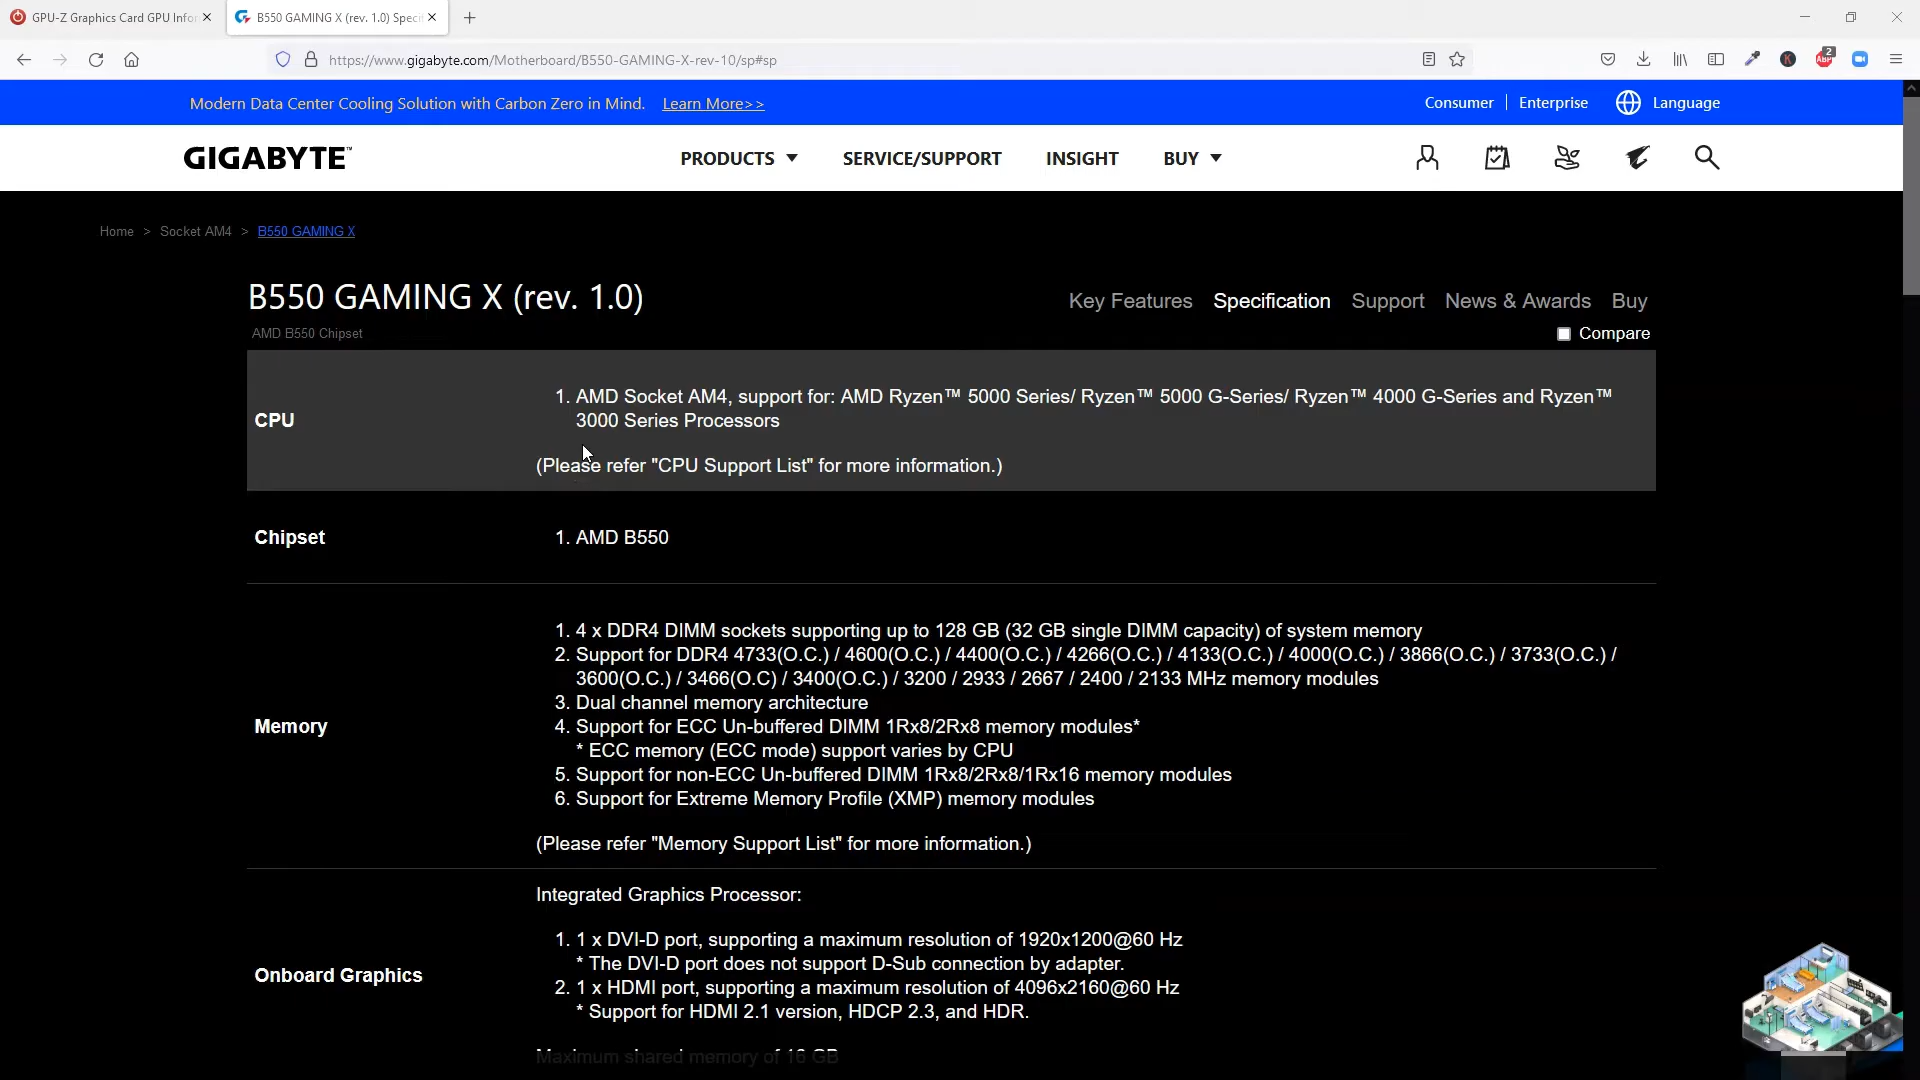 GPU-Z Graphics Card GPU Infor
B550 GAMING X (rev. 1.0) Speci
https://www.gigabyte.com/Motherboard/B550-GAMING-X-rev-10/sp#sp
K
2
ABP
Modern Data Center Cooling Solution with Carbon Zero in Mind. Learn More>>
Consumer | Enterprise Language
GIGABYTE™
PRODUCTS SERVICE/SUPPORT INSIGHT BUY
Home > Socket AM4 > B550 GAMING X
B550 GAMING X (rev. 1.0)
Key Features Specification Support News & Awards Buy
AMD B550 Chipset
Compare
CPU
1. AMD Socket AM4, support for: AMD Ryzen™ 5000 Series/ Ryzen™ 5000 G-Series/ Ryzen™ 4000 G-Series and Ryzen™
3000 Series Processors
(Please refer "CPU Support List" for more information.)
Chipset
1. AMD B550
Memory
1. 4 x DDR4 DIMM sockets supporting up to 128 GB (32 GB single DIMM capacity) of system memory
2. Support for DDR4 4733(O.C.) / 4600(O.C.) / 4400(O.C.) / 4266(O.C.) / 4133(O.C.) / 4000(O.C.) / 3866(O.C.) / 3733(O.C.) /
3600(O.C.) / 3466(O.C) / 3400(O.C.) / 3200 / 2933 / 2667 / 2400 / 2133 MHz memory modules
3. Dual channel memory architecture
4. Support for ECC Un-buffered DIMM 1Rx8/2Rx8 memory modules*
* ECC memory (ECC mode) support varies by CPU
5. Support for non-ECC Un-buffered DIMM 1Rx8/2Rx8/1Rx16 memory modules
6. Support for Extreme Memory Profile (XMP) memory modules
(Please refer "Memory Support List" for more information.)
Onboard Graphics
Integrated Graphics Processor:
1. 1 x DVI-D port, supporting a maximum resolution of 1920x1200@60 Hz
* The DVI-D port does not support D-Sub connection by adapter.
2. 1 x HDMI port, supporting a maximum resolution of 4096x2160@60 Hz
* Support for HDMI 2.1 version, HDCP 2.3, and HDR.
Maximum shared memory of 16 GB